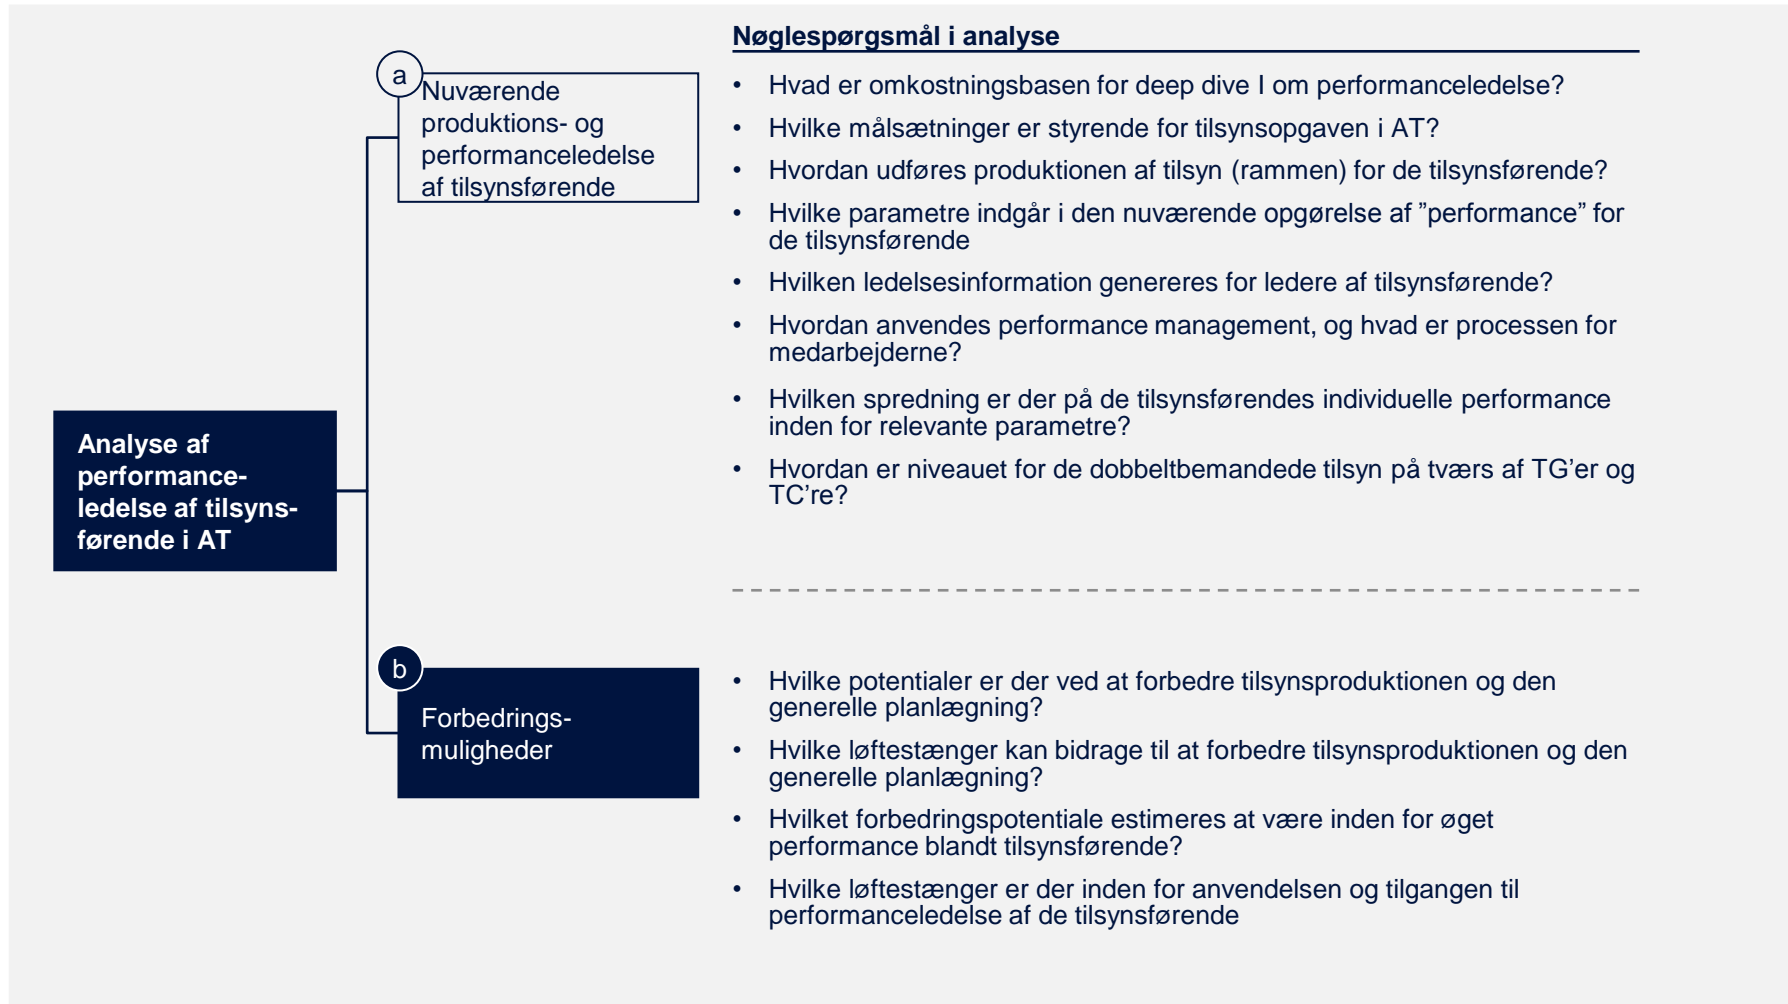 Nøglespørgsmål i analyse
a
Nuværende
produktions- og
performanceledelse
af tilsynsførende
• Hvad er omkostningsbasen for deep dive I om performanceledelse?
• Hvilke målsætninger er styrende for tilsynsopgaven i AT?
• Hvordan udføres produktionen af tilsyn (rammen) for de tilsynsførende?
• Hvilke parametre indgår i den nuværende opgørelse af ”performance” for
de tilsynsførende
• Hvilken ledelsesinformation genereres for ledere af tilsynsførende?
• Hvordan anvendes performance management, og hvad er processen for
medarbejderne?
• Hvilken spredning er der på de tilsynsførendes individuelle performance
inden for relevante parametre?
• Hvordan er niveauet for de dobbeltbemandede tilsyn på tværs af TG’er og
TC’re?
Analyse af
performance-
ledelse af tilsyns-
førende i AT
b
Forbedrings-
muligheder
• Hvilke potentialer er der ved at forbedre tilsynsproduktionen og den
generelle planlægning?
• Hvilke løftestænger kan bidrage til at forbedre tilsynsproduktionen og den
generelle planlægning?
• Hvilket forbedringspotentiale estimeres at være inden for øget
performance blandt tilsynsførende?
• Hvilke løftestænger er der inden for anvendelsen og tilgangen til
performanceledelse af de tilsynsførende